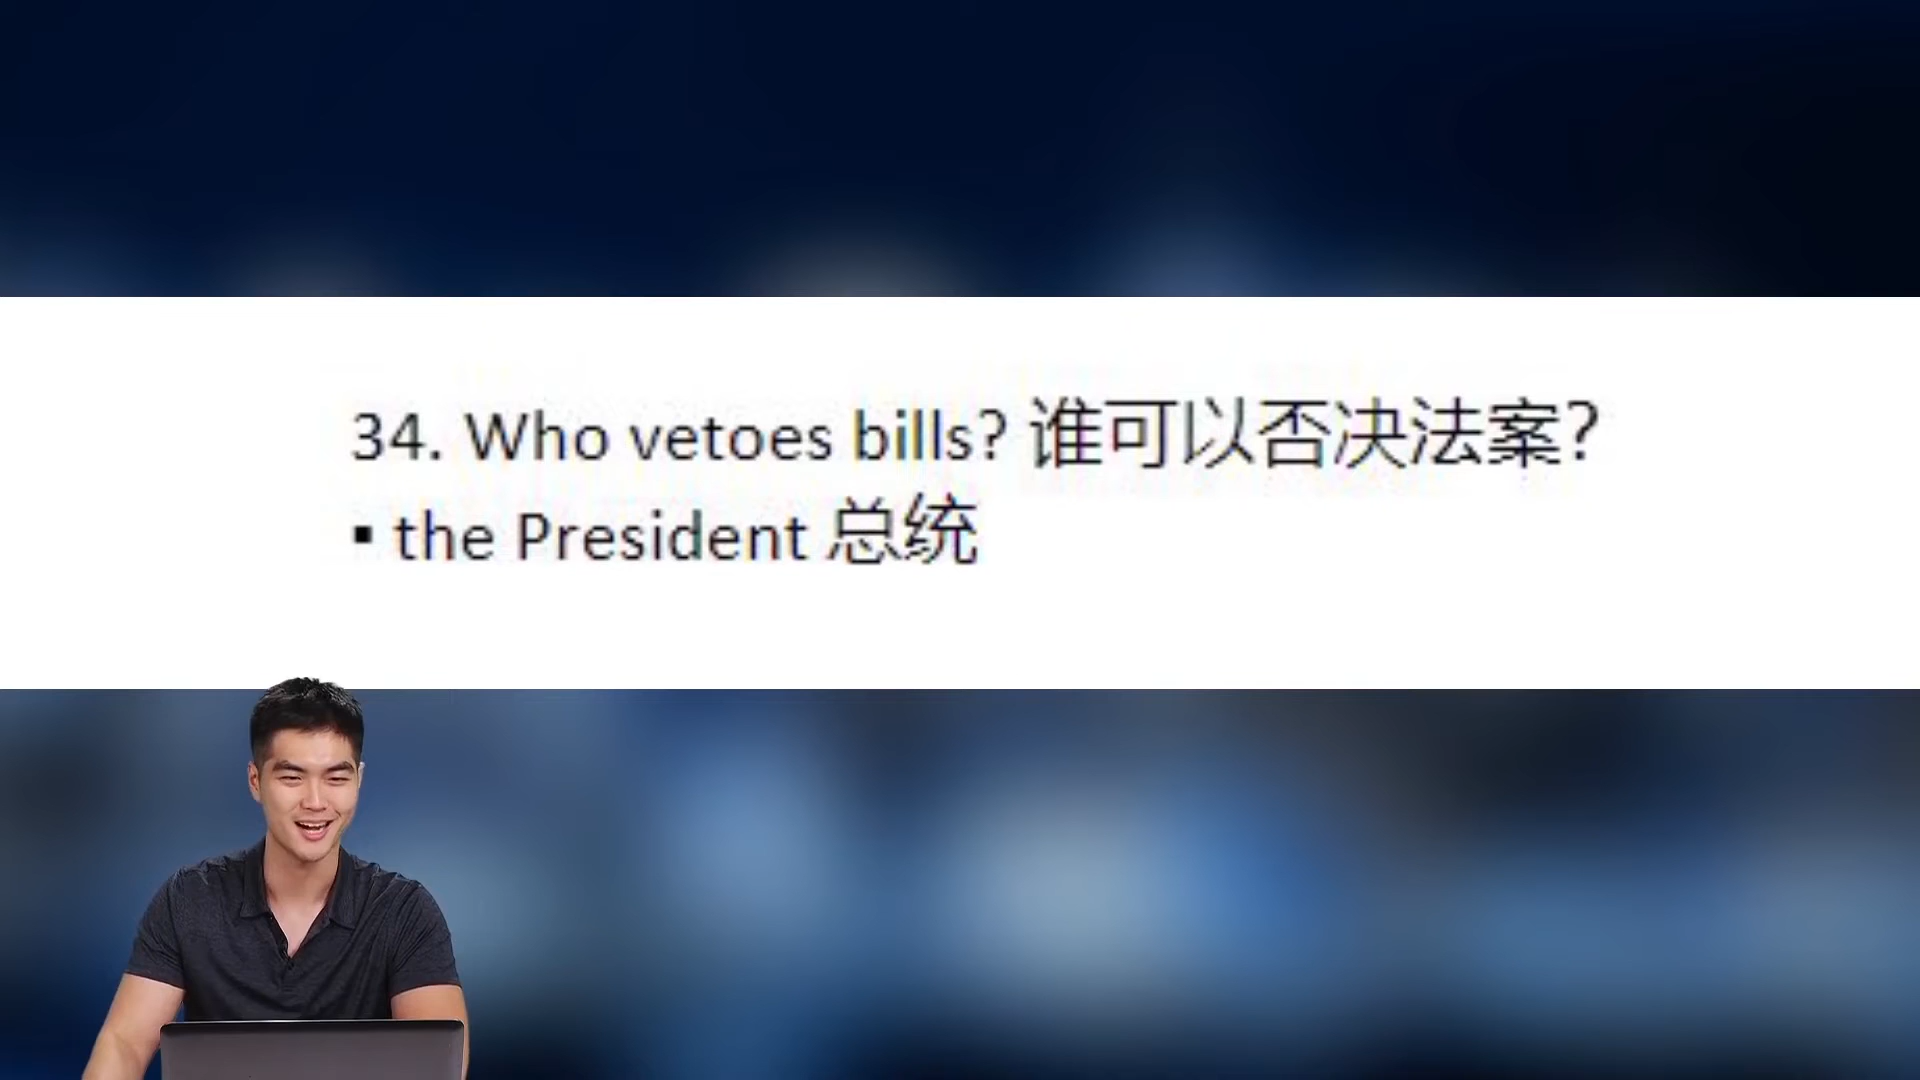 34. Who vetoes bills? 谁可以否决法案?
▪ the President 总统